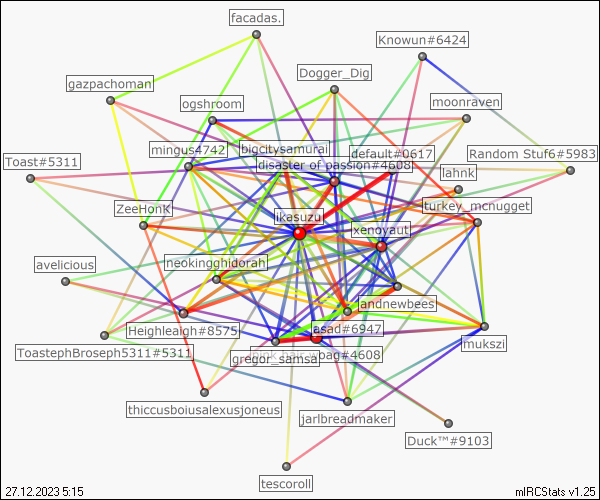 facadas.
Knowun#6424
Dogger_Dig
gazpachoman
ogshroom
moonraven
mingus4742
bigcitysamurai
default#0617
Random Stuf6#5983
Toast#5311
disaster of passion#4608
lahnk
ZeeHonK
ikasuzu
turkey_mcnugget
xenoyaut
avelicious
neokingghidorah
andnewbees
Heighleaigh#8575
asad#6947
mukszi
ToastephBroseph5311#5311
gregor_samsa
bag#4608
thiccusboiusalexusjoneus
jarlbreadmaker
Duck™#9103
tescoroll
27.12.2023 5:15
mIRCStats v1.25